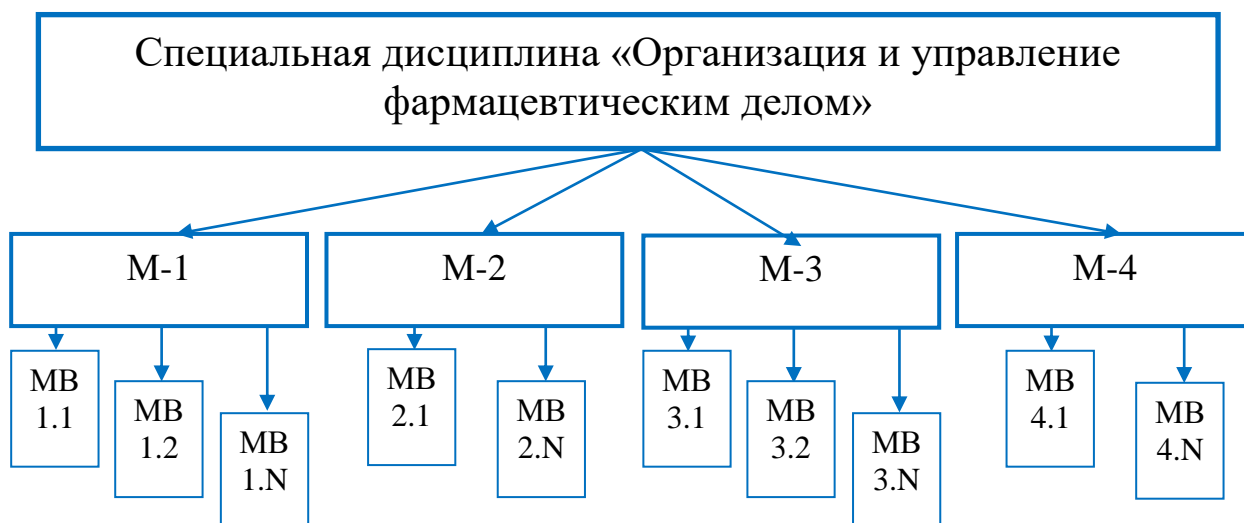 Специальная дисциплина «Организация и управление
фармацевтическим делом»
М-1
М-2
М-3
М-4
МВ
1.1
МВ
1.2
МВ
1.N
МВ
2.1
МВ
2.N
МВ
3.1
МВ
3.2
МВ
3.N
МВ
4.1
МВ
4.N